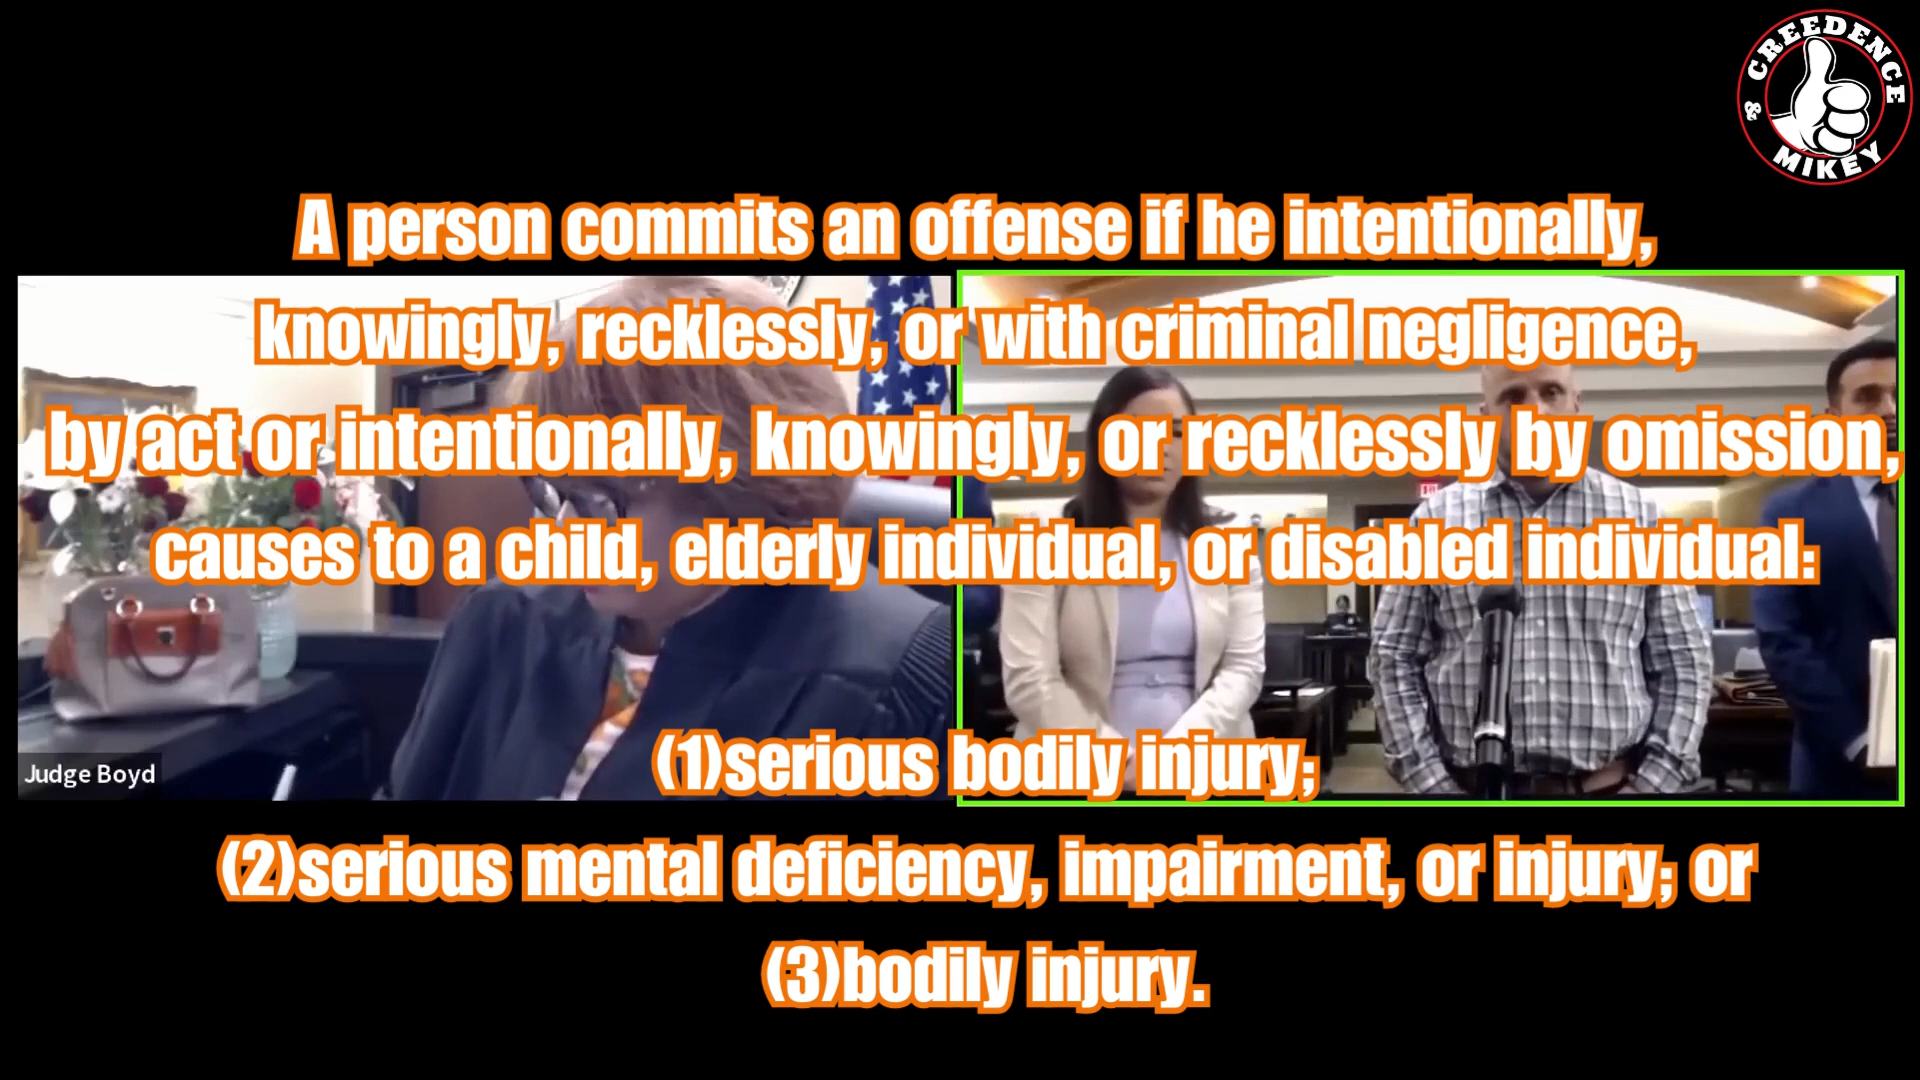 CREEDENCE
& MIKEY
A person commits an offense if he intentionally,
knowingly, recklessly, or with criminal negligence,
by act or intentionally, knowingly, or recklessly by omission,
causes to a child, elderly individual, or disabled individual:
(1)serious bodily injury;
Judge Boyd
(2)serious mental deficiency, impairment, or injury; or
(3)bodily injury.